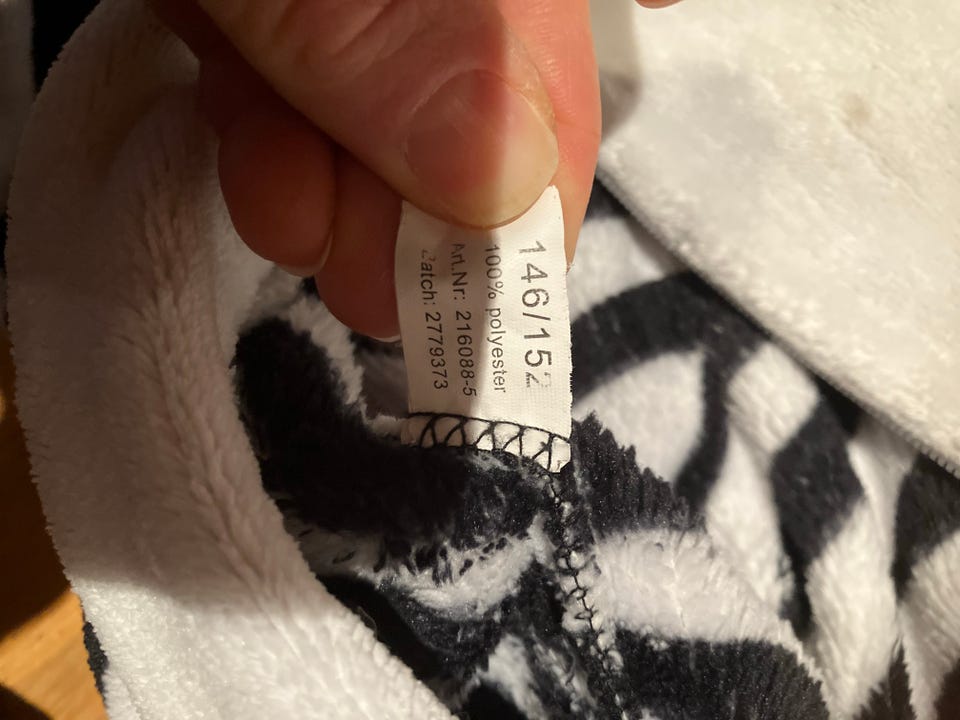 146/152
100% polyester
Art.Nr: 216088-5
Batch: 2779373